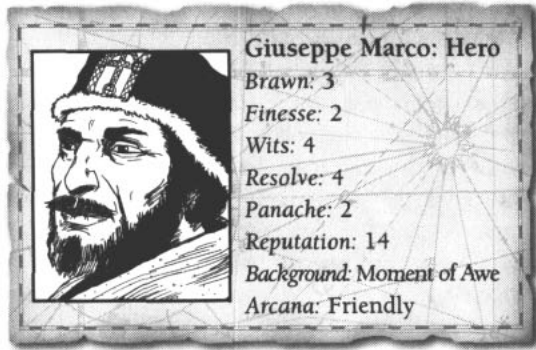 Giuseppe Marco: Hero
Brawn: 3
Finesse: 2
Wits: 4
Resolve: 4
Panache: 2
Reputation: 14
Background: Moment of Awe
Arcana: Friendly